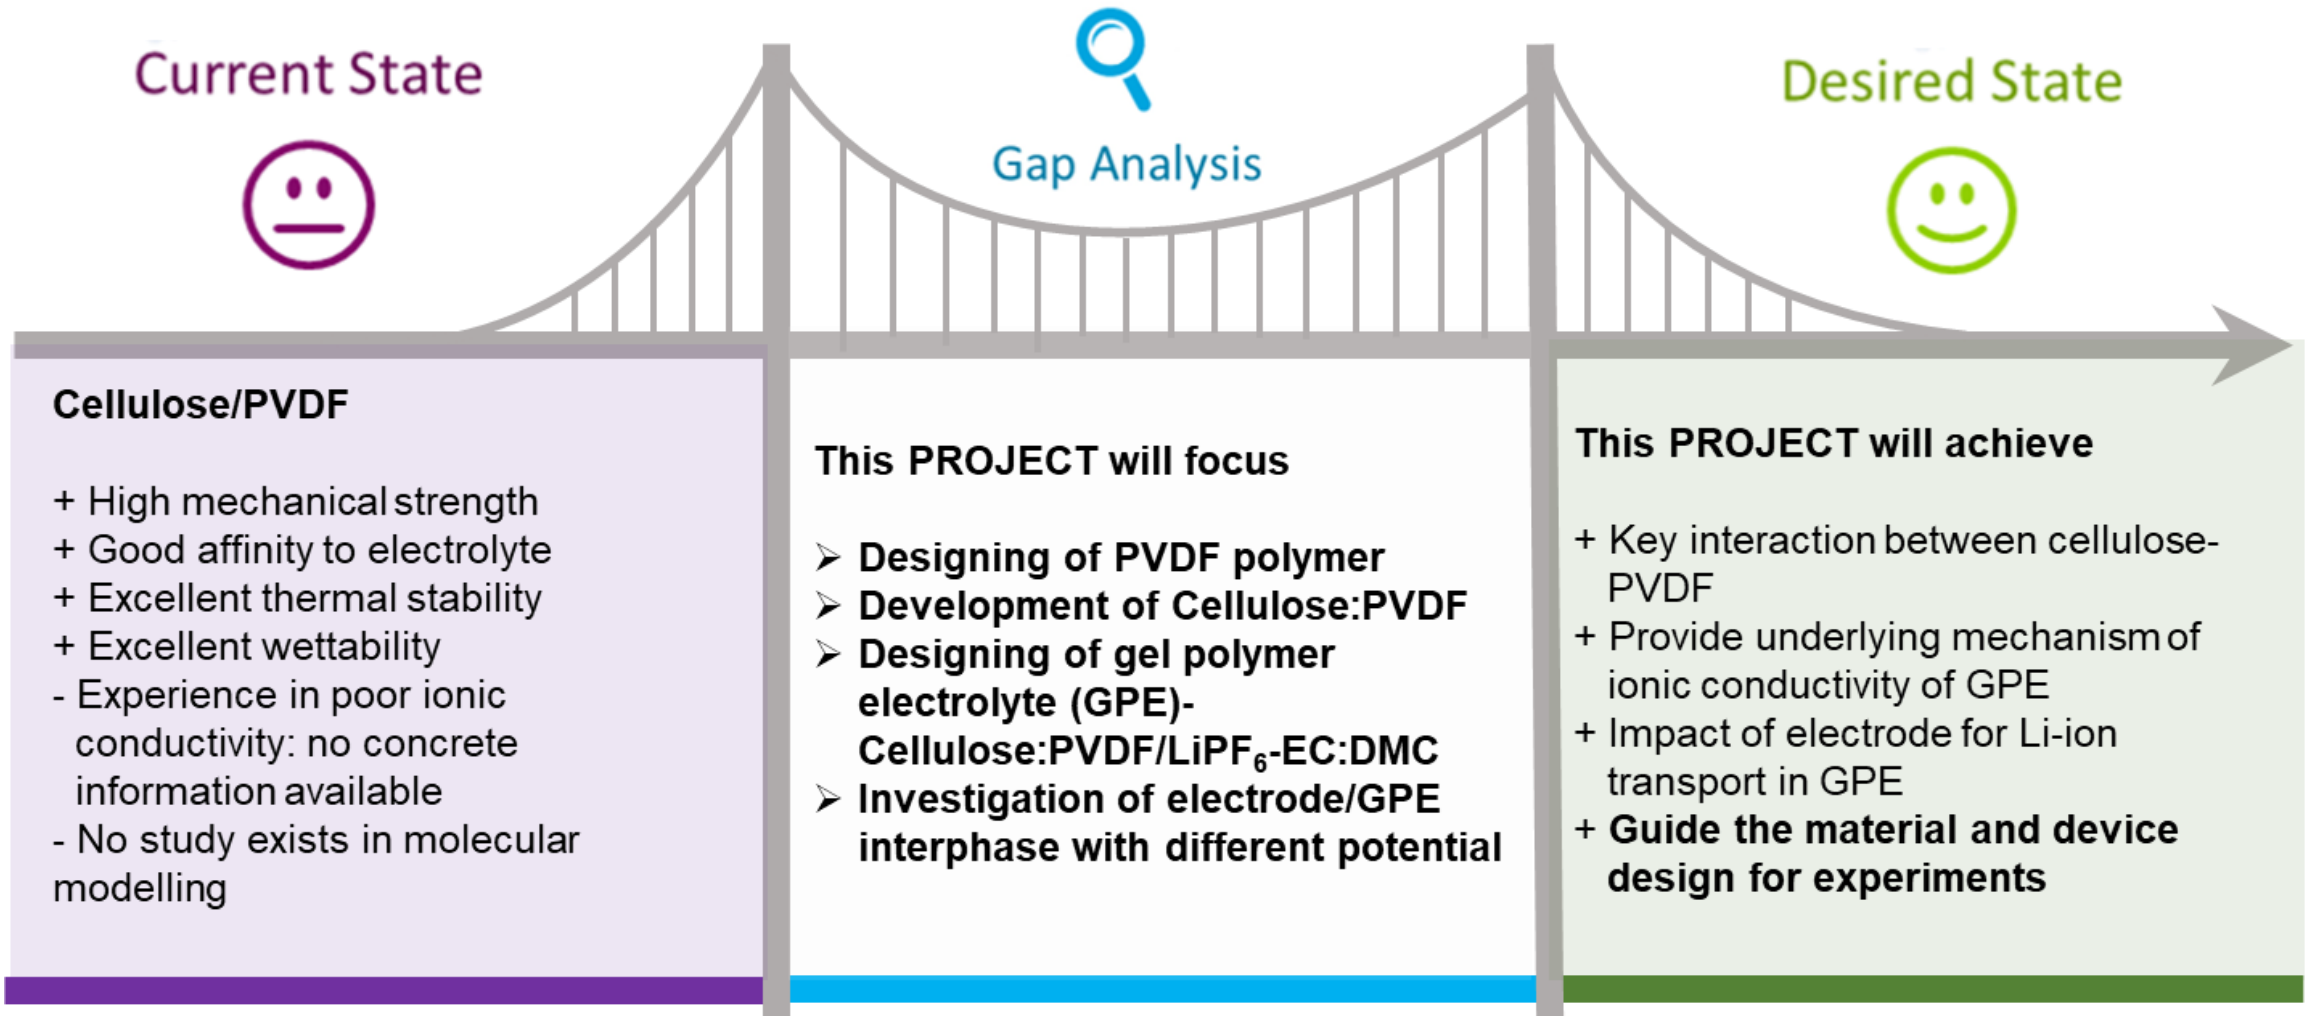 Current State
Gap Analysis
Desired State
Cellulose/PVDF
+ High mechanical strength
+ Good affinity to electrolyte
+ Excellent thermal stability
+ Excellent wettability
- Experience in poor ionic
conductivity: no concrete
information available
- No study exists in molecular
modelling
This PROJECT will focus
➢ Designing of PVDF polymer
➢ Development of Cellulose:PVDF
➢ Designing of gel polymer
electrolyte (GPE)-
Cellulose:PVDF/LiPF₆-EC:DMC
➢ Investigation of electrode/GPE
interphase with different potential
This PROJECT will achieve
+ Key interaction between cellulose-
PVDF
+ Provide underlying mechanism of
ionic conductivity of GPE
+ Impact of electrode for Li-ion
transport in GPE
+ Guide the material and device
design for experiments